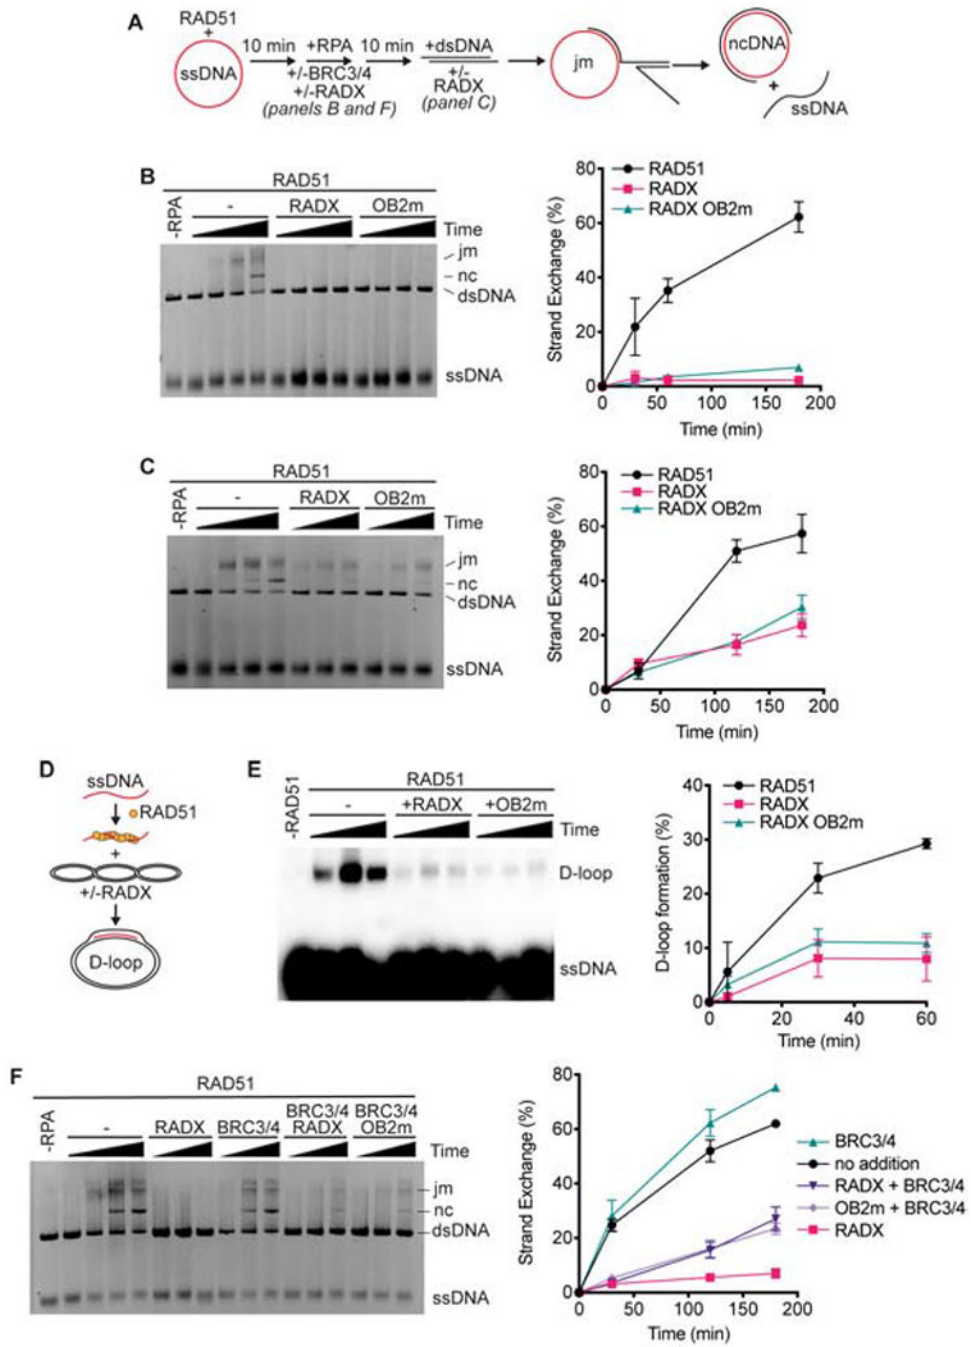 A
RAD51
+
ssDNA
10 min
+RPA
10 min
+dsDNA
+/-BRC3/4
+/-RADX
(panels B and F)
+/-
RADX
(panel C)
jm
ncDNA
+
ssDNA
B
RAD51
-RPA
-
RADX
OB2m
Time
jm
nc
dsDNA
ssDNA
RAD51
RADX
RADX OB2m
Strand Exchange (%)
80
60
40
20
0
0 50 100 150 200
Time (min)
C
RAD51
-RPA
-
RADX
OB2m
Time
jm
nc
dsDNA
ssDNA
RAD51
RADX
RADX OB2m
Strand Exchange (%)
80
60
40
20
0
0 50 100 150 200
Time (min)
D
ssDNA
RAD51
+
+/-RADX
D-loop
E
RAD51
-RAD51
-
+RADX
+OB2m
Time
D-loop
ssDNA
RAD51
RADX
RADX OB2m
D-loop formation (%)
40
30
20
10
0
0 20 40 60
Time (min)
F
RAD51
-RPA
-
RADX
BRC3/4
BRC3/4
RADX
BRC3/4
OB2m
Time
jm
nc
dsDNA
ssDNA
Strand Exchange (%)
80
60
40
20
0
0 50 100 150 200
Time (min)
BRC3/4
no addition
RADX + BRC3/4
OB2m + BRC3/4
RADX